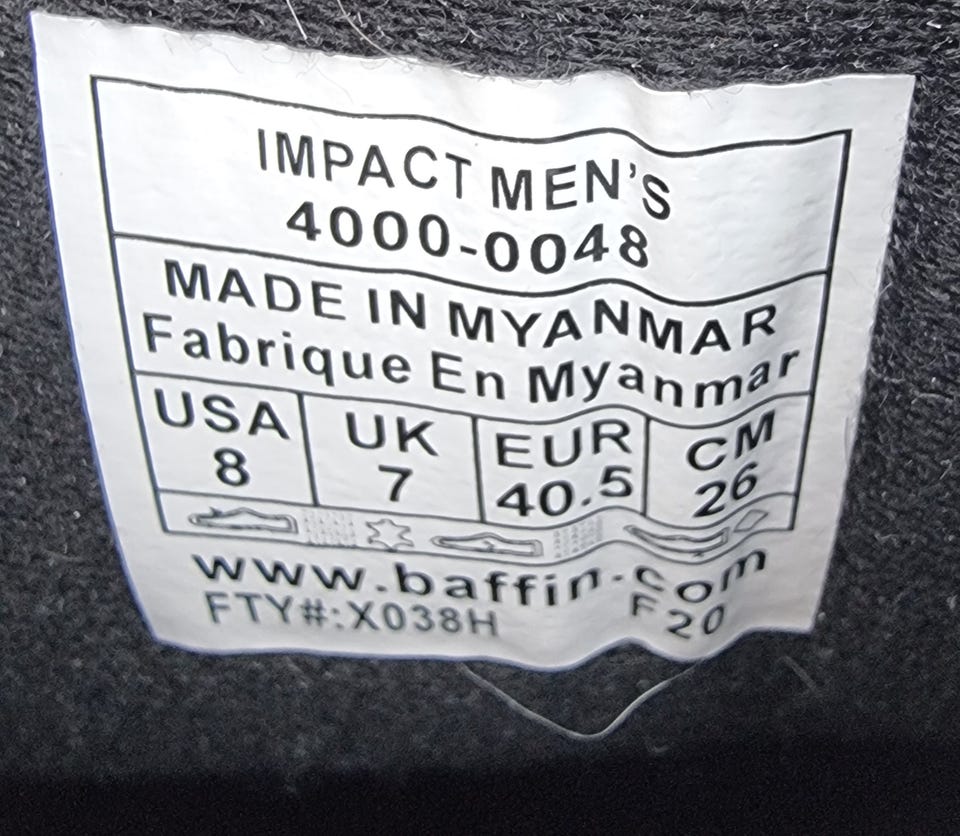 IMPACT MEN'S
4000-0048
MADE IN MYANMAR
Fabrique En Myanmar
USA UK EUR CM
8 7 40.5 26
www.baffin.com
FTY#:X038H F20